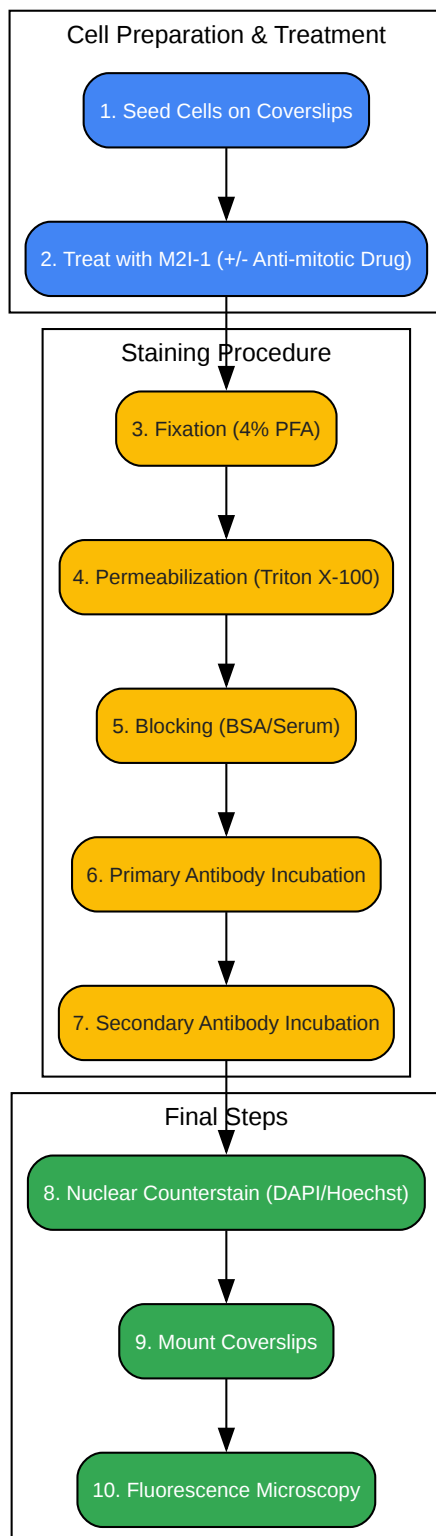 Cell Preparation & Treatment
1. Seed Cells on Coverslips
2. Treat with M2I-1 (+/- Anti-mitotic Drug)
Staining Procedure
3. Fixation (4% PFA)
4. Permeabilization (Triton X-100)
5. Blocking (BSA/Serum)
6. Primary Antibody Incubation
7. Secondary Antibody Incubation
Final Steps
8. Nuclear Counterstain (DAPI/Hoechst)
9. Mount Coverslips
10. Fluorescence Microscopy